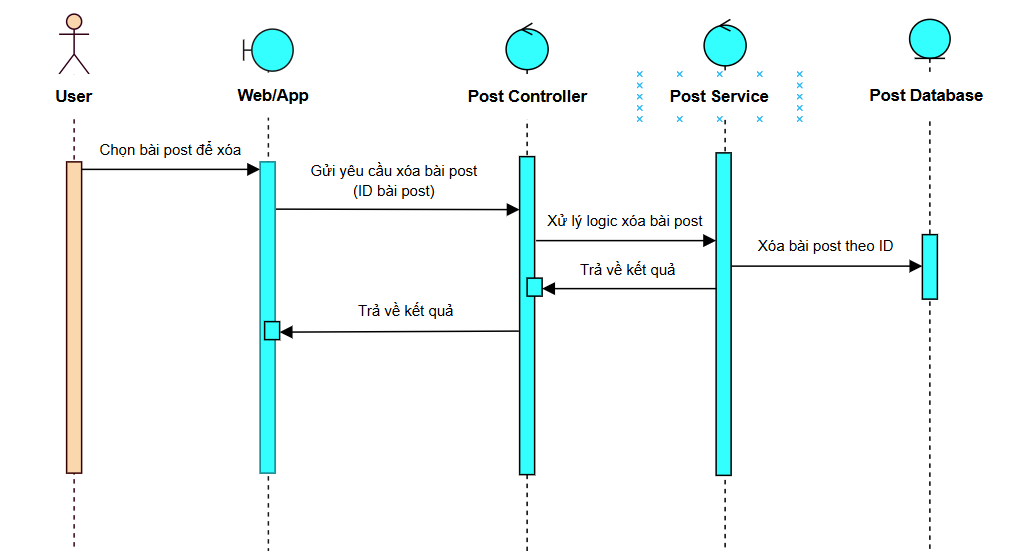 User
Web/App
Post Controller
Post Service
Post Database
Chọn bài post để xóa
Gửi yêu cầu xóa bài post
(ID bài post)
Xử lý logic xóa bài post
Xóa bài post theo ID
Trả về kết quả
Trả về kết quả